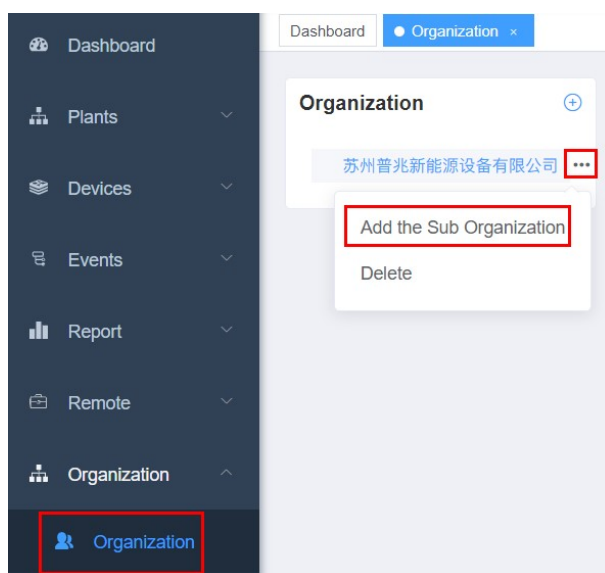 Dashboard
Plants
Devices
Events
Report
Remote
Organization
Organization
Dashboard
Organization ×
Organization
苏州普兆新能源设备有限公司 •••
Add the Sub Organization
Delete